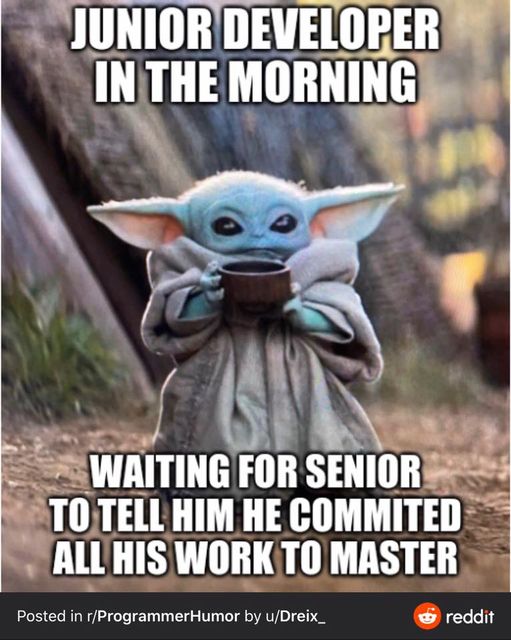 JUNIOR DEVELOPER
IN THE MORNING
WAITING FOR SENIOR
TO TELL HIM HE COMMITED
ALL HIS WORK TO MASTER
Posted in r/ProgrammerHumor by u/Dreix_
reddit